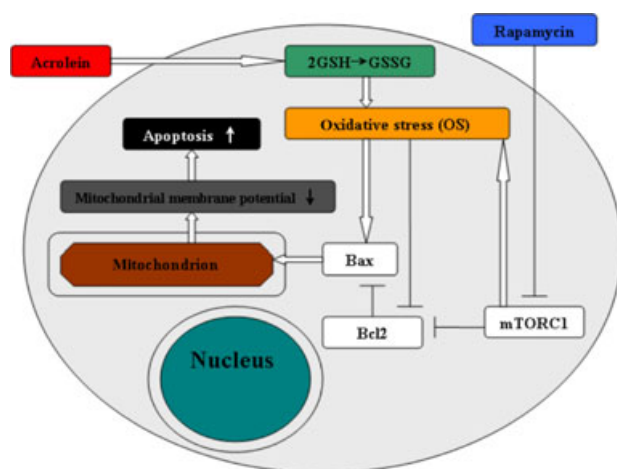 Rapamycin
Acrolein
2GSH→GSSG
Oxidative stress (OS)
Apoptosis ↑
Mitochondrial membrane potential ↓
Mitochondrion
Bax
Bcl2
mTORC1
Nucleus